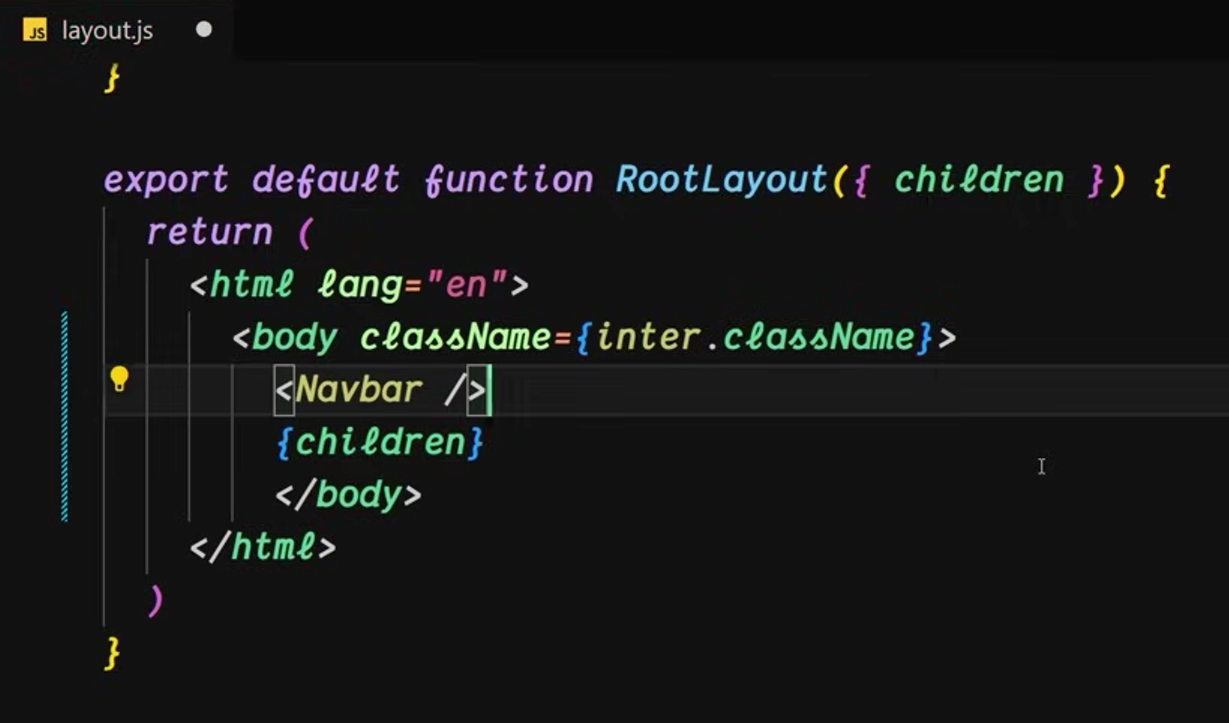 JS layout.js
}
export default function RootLayout({ children }) {
return (
<html lang="en">
<body className={inter.className}>
<Navbar />
{children}
</body>
</html>
)
}